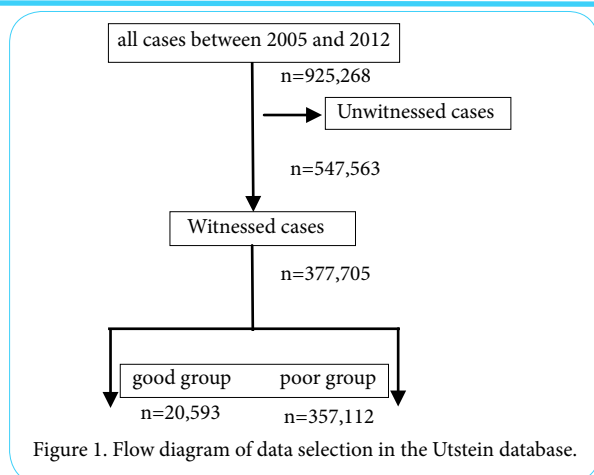 all cases between 2005 and 2012
n=925,268
Unwitnessed cases
n=547,563
Witnessed cases
n=377,705
good group poor group
n=20,593 n=357,112
Figure 1. Flow diagram of data selection in the Utstein database.